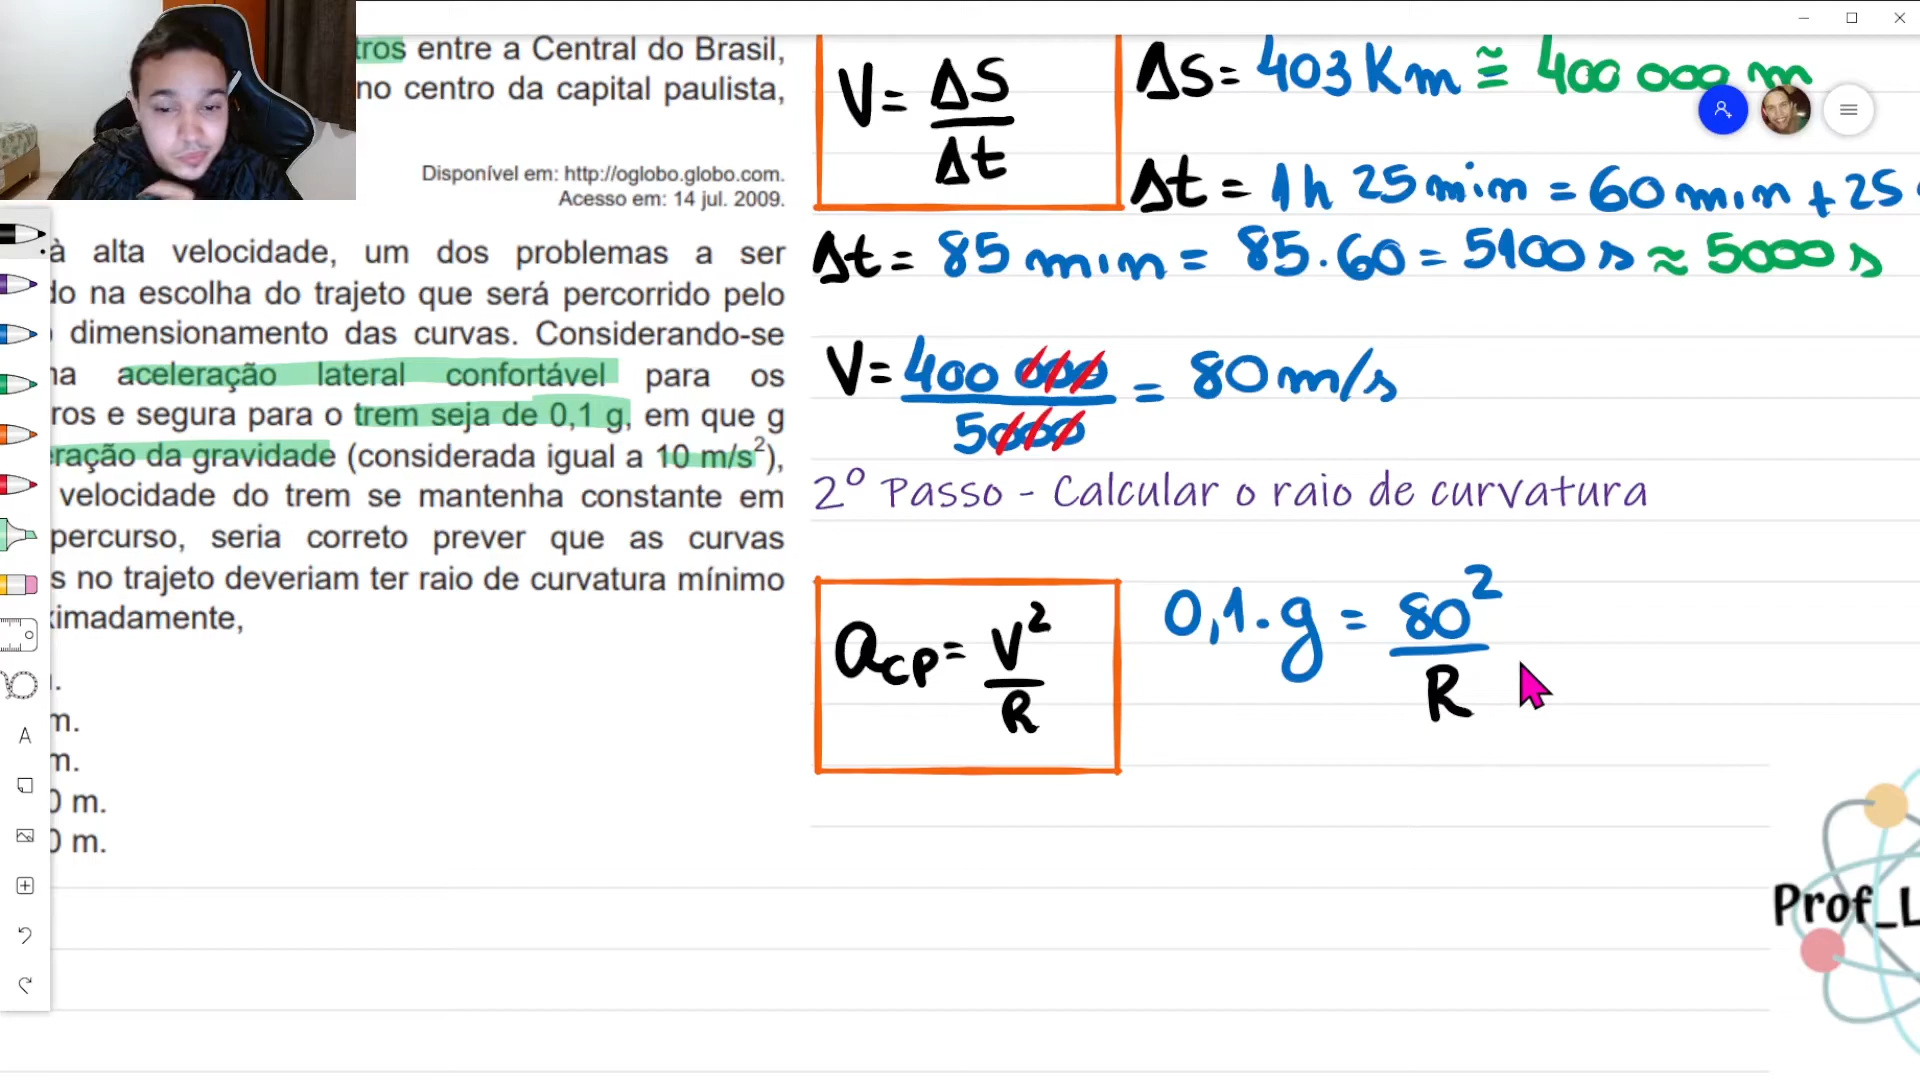 tros entre a Central do Brasil,
no centro da capital paulista,
Disponível em: http://oglobo.globo.com.
Acesso em: 14 jul. 2009.
à alta velocidade, um dos problemas a ser
do na escolha do trajeto que será percorrido pelo
dimensionamento das curvas. Considerando-se
aceleração lateral confortável para os
ros e segura para o trem seja de 0,1 g, em que g
eração da gravidade (considerada igual a 10 m/s²),
velocidade do trem se mantenha constante em
percurso, seria correto prever que as curvas
s no trajeto deveriam ter raio de curvatura mínimo
ximadamente,
m.
m.
0 m.
0 m.
V = ΔS/Δt
ΔS = 403 Km ≅ 400 000 m
Δt = 1h 25 min = 60 min + 25
Δt = 85 min = 85.60 = 5100 s ≈ 5000 s
V = 400 000/5000 = 80 m/s
2º Passo - Calcular o raio de curvatura
acp = V²/R
0,1.g = 80²/R
Prof_L